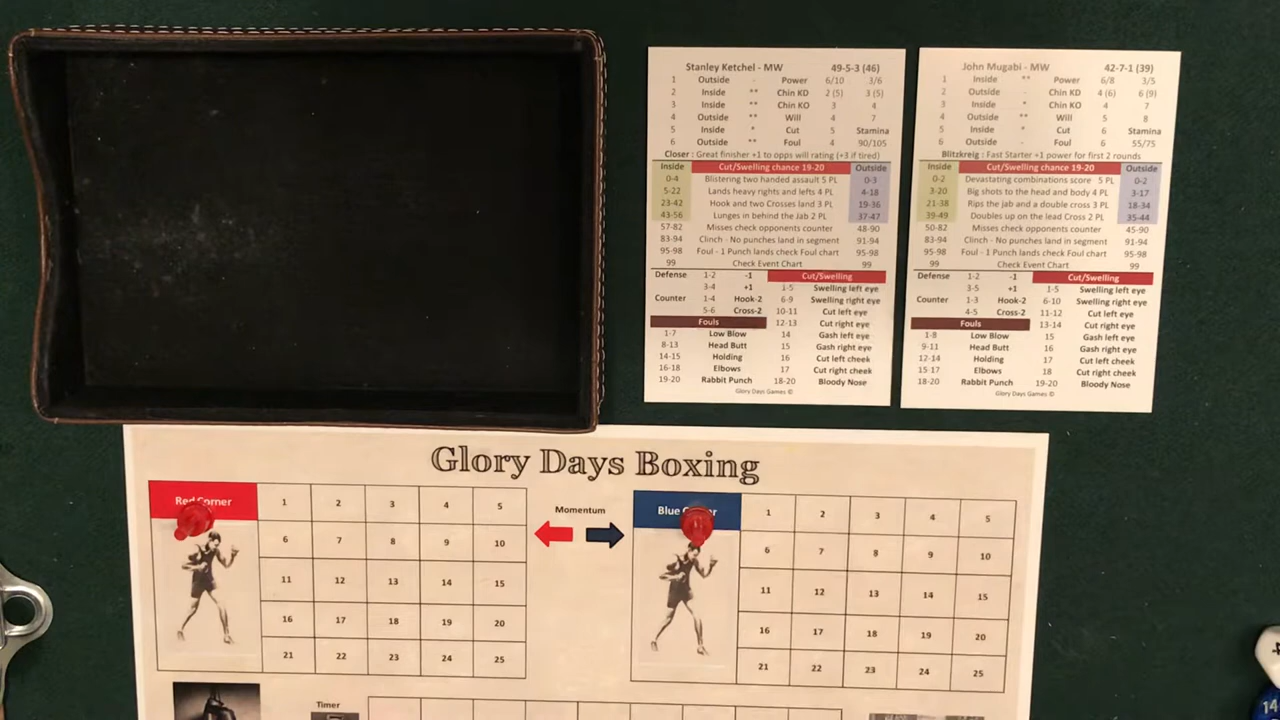 Stanley Ketchel - MW 49-5-3 (46)
1 Outside - Power 6/10 3/6
2 Inside ** Chin KD 2 (5) 3 (5)
3 Inside ** Chin KO 3 4
4 Outside ** Will 4 7
5 Inside * Cut 5 Stamina
6 Outside ** Foul 4 90/105
Closer : Great finisher +1 to opps will rating (+3 if tired)
Inside Cut/Swelling chance 19-20 Outside
0-4 Blistering two handed assault 5 PL 0-3
5-22 Lands heavy rights and lefts 4 PL 4-18
23-42 Hook and two Crosses land 3 PL 19-36
43-56 Lunges in behind the Jab 2 PL 37-47
57-82 Misses check opponents counter 48-90
83-94 Clinch - No punches land in segment 91-94
95-98 Foul - 1 Punch lands check Foul chart 95-98
99 Check Event Chart 99
Defense 1-2 -1 Cut/Swelling
3-4 +1 1-5 Swelling left eye
Counter 1-4 Hook-2 6-9 Swelling right eye
5-6 Cross-2 10-11 Cut left eye
Fouls 12-13 Cut right eye
1-7 Low Blow 14 Gash left eye
8-13 Head Butt 15 Gash right eye
14-15 Holding 16 Cut left cheek
16-18 Elbows 17 Cut right cheek
19-20 Rabbit Punch 18-20 Bloody Nose
Glory Days Games ©
John Mugabi - MW 42-7-1 (39)
1 Inside ** Power 6/8 3/5
2 Outside - Chin KD 4 (6) 6 (9)
3 Inside * Chin KO 4 7
4 Outside ** Will 5 8
5 Inside * Cut 6 Stamina
6 Outside - Foul 6 55/75
Blitzkreig : Fast Starter +1 power for first 2 rounds
Inside Cut/Swelling chance 19-20 Outside
0-2 Devastating combinations score 5 PL 0-2
3-20 Big shots to the head and body 4 PL 3-17
21-38 Rips the jab and a double cross 3 PL 18-34
39-49 Doubles up on the lead Cross 2 PL 35-44
50-82 Misses check opponents counter 45-90
83-94 Clinch - No punches land in segment 91-94
95-98 Foul - 1 Punch lands check Foul chart 95-98
99 Check Event Chart 99
Defense 1-2 -1 Cut/Swelling
3-5 +1 1-5 Swelling left eye
Counter 1-3 Hook-2 6-10 Swelling right eye
4-5 Cross-2 11-12 Cut left eye
Fouls 13-14 Cut right eye
1-8 Low Blow 15 Gash left eye
9-11 Head Butt 16 Gash right eye
12-14 Holding 17 Cut left cheek
15-17 Elbows 18 Cut right cheek
18-20 Rabbit Punch 19-20 Bloody Nose
Glory Days Games ©
Glory Days Boxing
Red Corner 1 2 3 4 5
6 7 8 9 10
11 12 13 14 15
16 17 18 19 20
21 22 23 24 25
Momentum
Blue 1 2 3 4 5
6 7 8 9 10
11 12 13 14 15
16 17 18 19 20
21 22 23 24 25
Timer
14